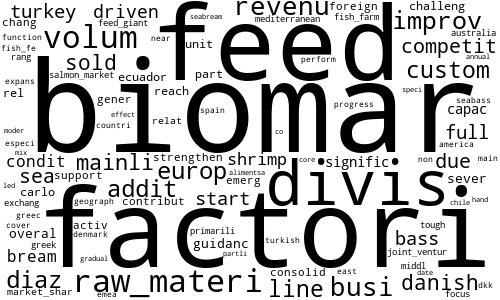 turkey driven revenu foreign improv
chang feed_giant mediterranean fish_farm challeng
function seabream near unit competit australia
fish_fe volum feed annual
rang salmon_market sold perform custom
expans ecuador part
rel gener reach progress capac
countri spain speci seabass
moder effect relat biomar
mix co
especi strengthen shrimp full america
condit mainli signific due non main
sea support europ emerg core alimentsa sever
led carlo addit divis
exchang geograph contribut start chile hand
greec activ factori tough
cover overal denmark primarili bass
greek guidanc turkish joint_ventur
bream gradual partli middl
diaz raw_materi consolid east danish date
market_shar emea line busi focus dkk